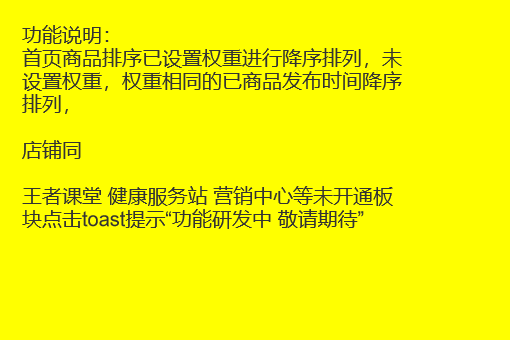 功能说明：
首页商品排序已设置权重进行降序排列，未
设置权重，权重相同的已商品发布时间降序
排列，
店铺同
王者课堂 健康服务站 营销中心等未开通板
块点击toast提示“功能研发中 敬请期待”